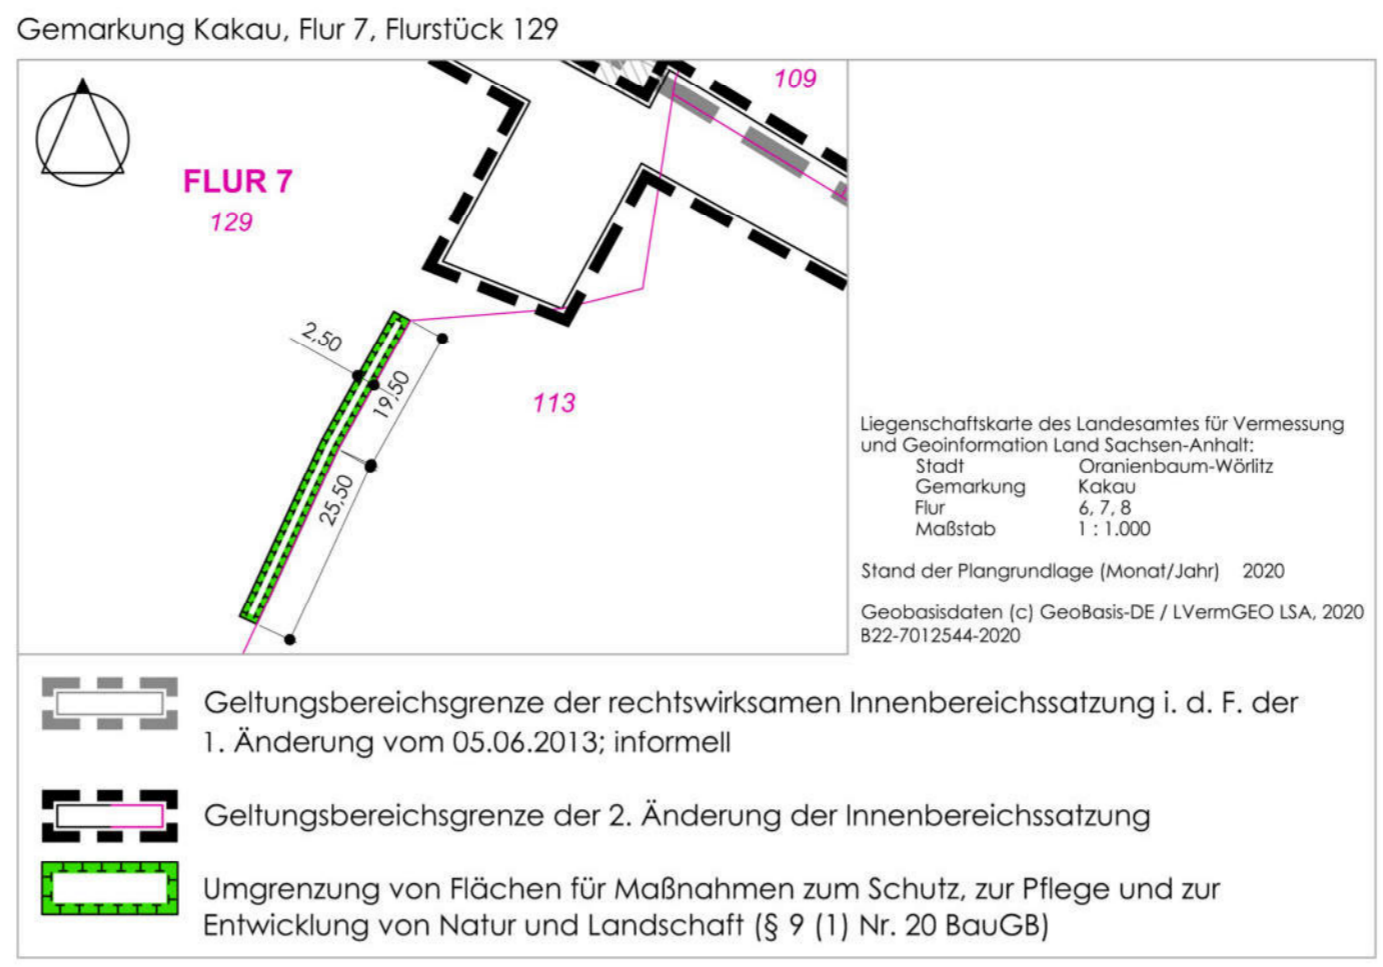 Gemarkung Kakau, Flur 7, Flurstück 129
109
FLUR 7
129
2,50
19,50
113
25,50
Liegenschaftskarte des Landesamtes für Vermessung
und Geoinformation Land Sachsen-Anhalt:
Stadt Oranienbaum-Wörlitz
Gemarkung Kakau
Flur 6, 7, 8
Maßstab 1 : 1.000
Stand der Plangrundlage (Monat/Jahr) 2020
Geobasisdaten (c) GeoBasis-DE / LVermGEO LSA, 2020
B22-7012544-2020
Geltungsbereichsgrenze der rechtswirksamen Innenbereichssatzung i. d. F. der
1. Änderung vom 05.06.2013; informell
Geltungsbereichsgrenze der 2. Änderung der Innenbereichssatzung
Umgrenzung von Flächen für Maßnahmen zum Schutz, zur Pflege und zur
Entwicklung von Natur und Landschaft (§ 9 (1) Nr. 20 BauGB)